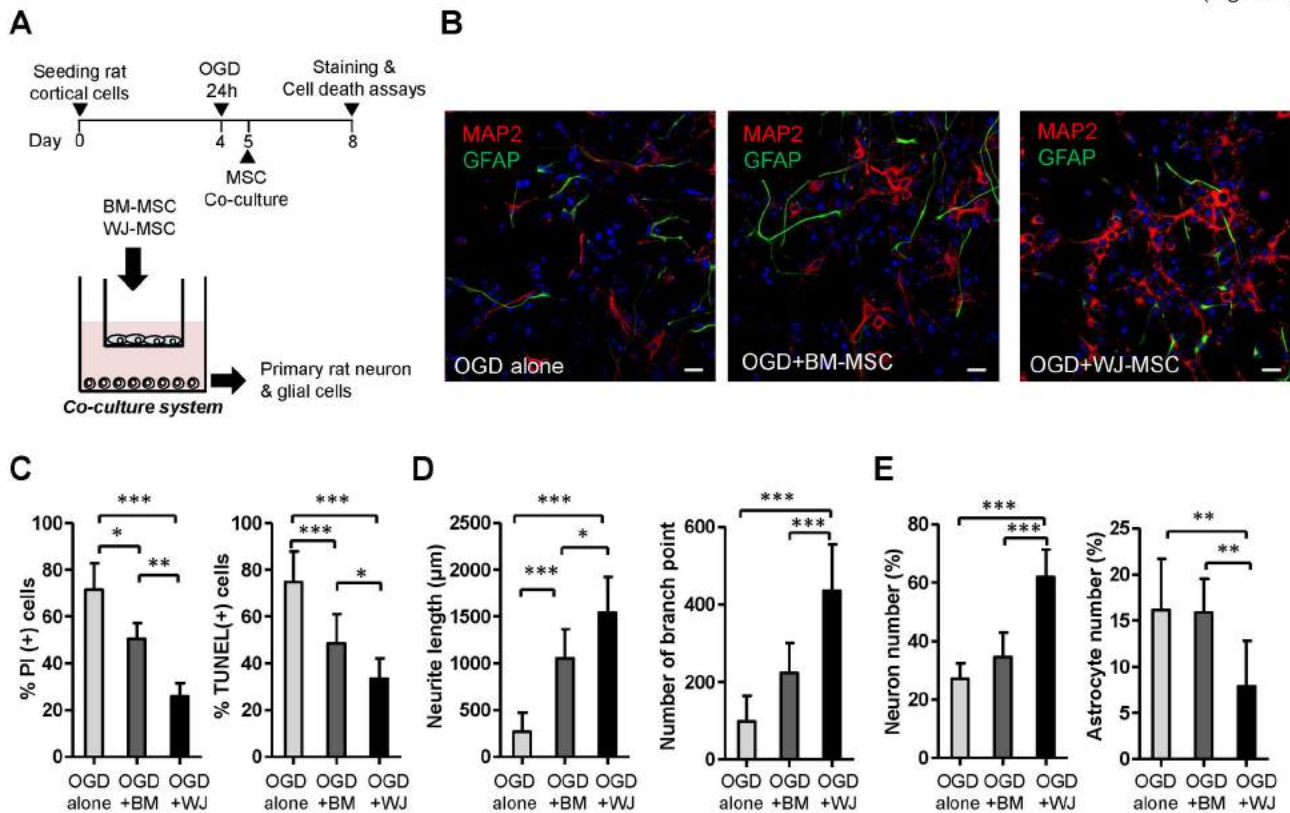 A
Seeding rat
cortical cells
OGD
24h
Staining &
Cell death assays
Day 0 4 5 8
MSC
Co-culture
BM-MSC
WJ-MSC
Primary rat neuron
& glial cells
Co-culture system
B
MAP2
GFAP
OGD alone
MAP2
GFAP
OGD+BM-MSC
MAP2
GFAP
OGD+WJ-MSC
C
% PI (+) cells
100
80
60
40
20
0
***
*
**
OGD alone
OGD +BM
OGD +WJ
% TUNEL(+) cells
100
80
60
40
20
0
***
***
*
OGD alone
OGD +BM
OGD +WJ
D
Neurite length (µm)
2500
2000
1500
1000
500
0
***
*
***
OGD alone
OGD +BM
OGD +WJ
Number of branch point
600
400
200
0
***
***
OGD alone
OGD +BM
OGD +WJ
E
Neuron number (%)
80
60
40
20
0
***
***
OGD alone
OGD +BM
OGD +WJ
Astrocyte number (%)
25
20
15
10
5
0
**
**
OGD alone
OGD +BM
OGD +WJ